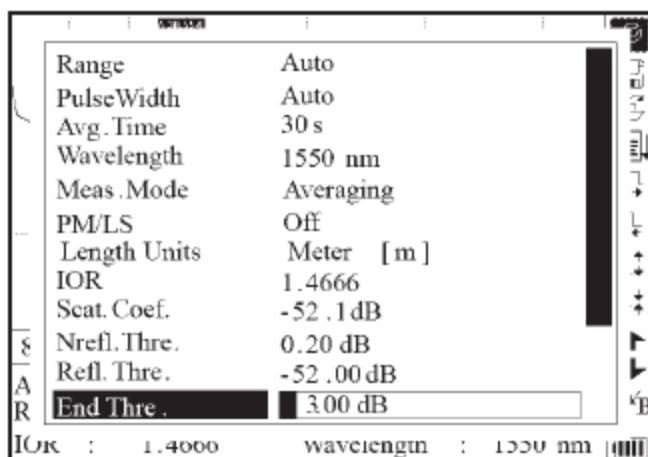 Range Auto
PulseWidth Auto
Avg.Time 30 s
Wavelength 1550 nm
Meas.Mode Averaging
PM/LS Off
Length Units Meter [m]
IOR 1.4666
Scat.Coef. -52.1dB
Nrefl.Thre. 0.20 dB
Refl.Thre. -52.00 dB
End Thre. 3.00 dB
A
R
IOR : 1.4666 Wavelength : 1550 nm